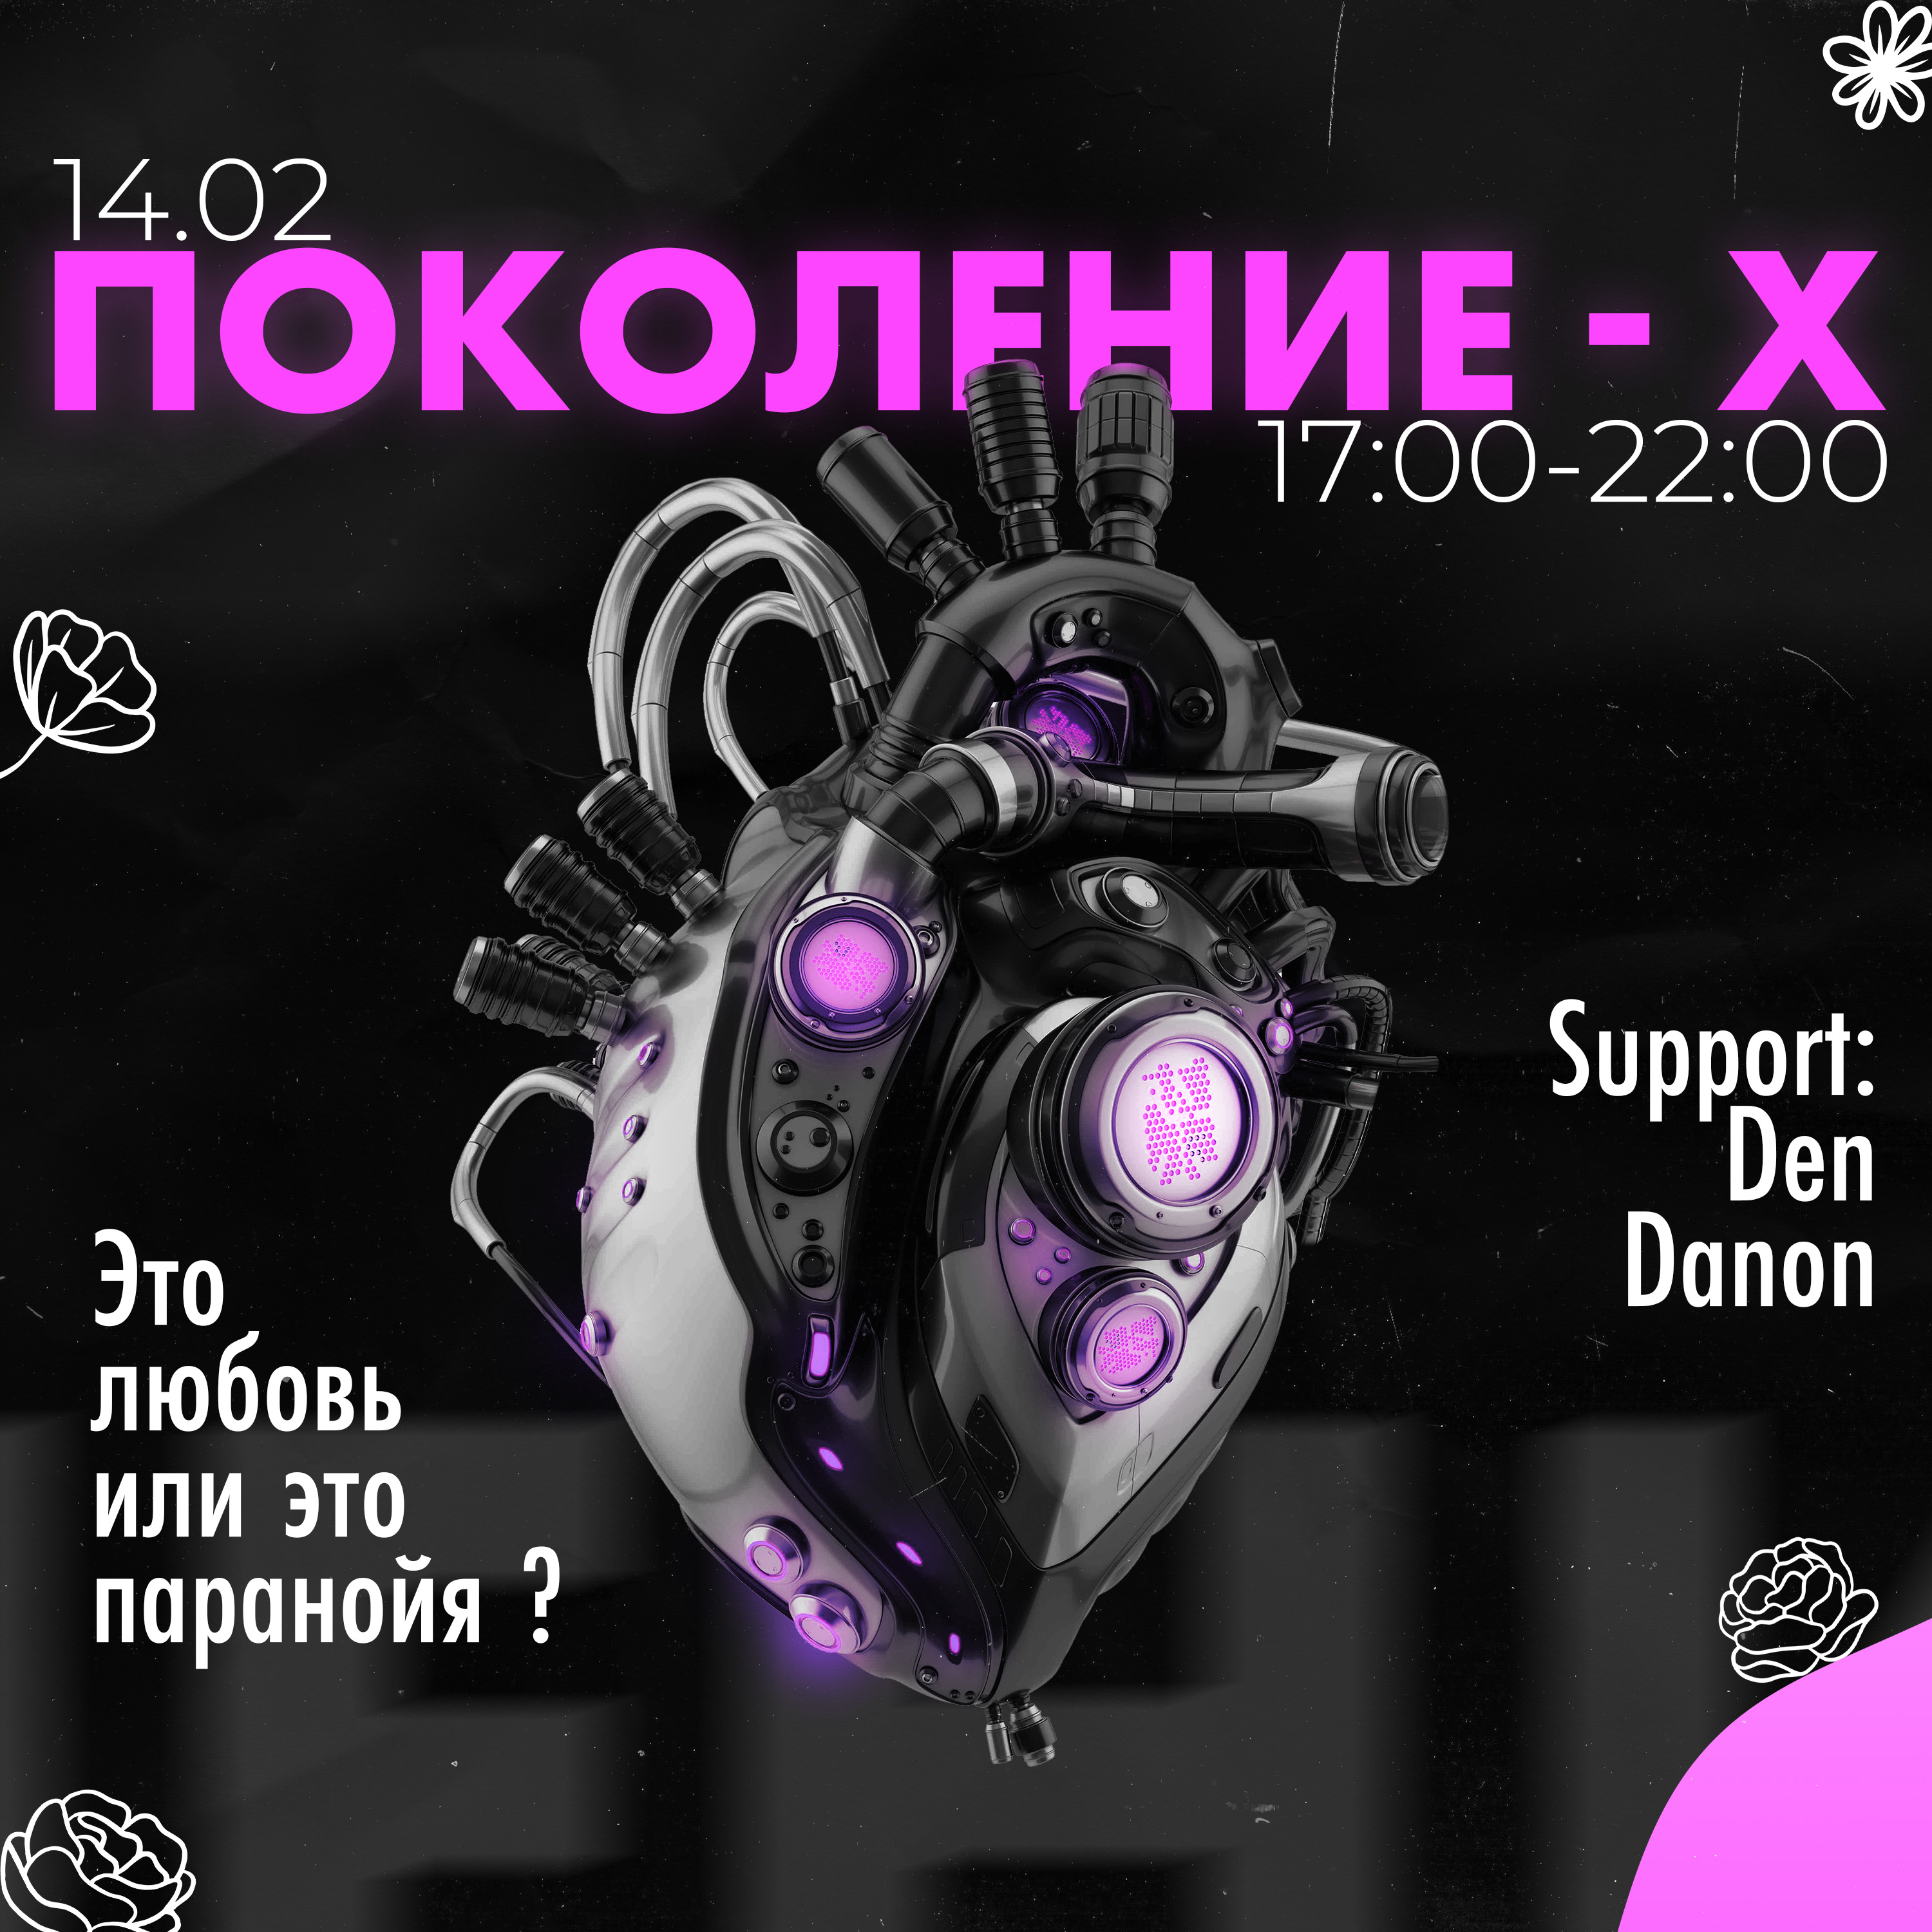 14.02
ПОКОЛЕНИЕ - X
17:00-22:00
Support:
Den
Danon
Это
любовь
или это
паранойя ?